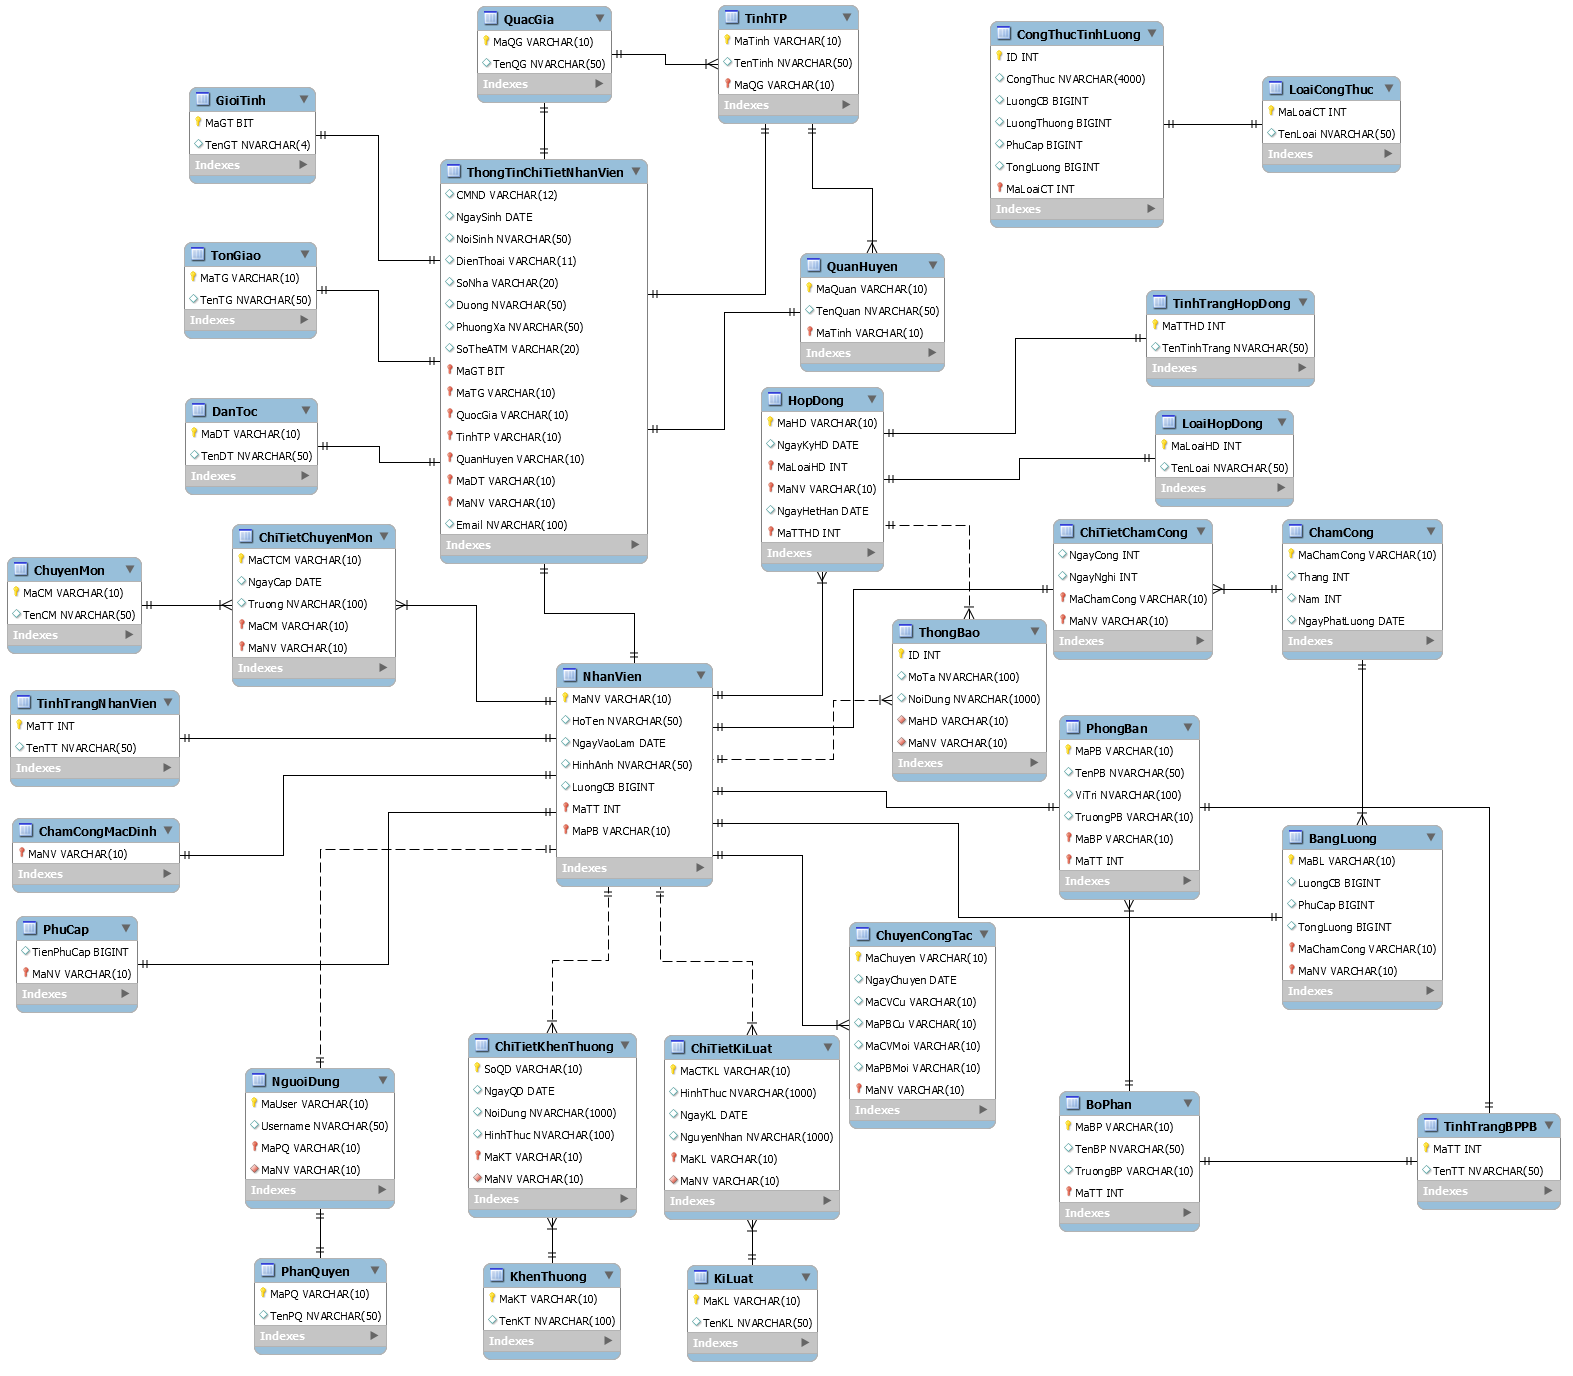 QuacGia
MaQG VARCHAR(10)
TenQG NVARCHAR(50)
Indexes
TinhTP
MaTinh VARCHAR(10)
TenTinh NVARCHAR(50)
MaQG VARCHAR(10)
Indexes
CongThucTinhLuong
ID INT
CongThuc NVARCHAR(4000)
LuongCB BIGINT
LuongThuong BIGINT
PhuCap BIGINT
TongLuong BIGINT
MaLoaiCT INT
Indexes
LoaiCongThuc
MaLoaiCT INT
TenLoai NVARCHAR(50)
Indexes
GioiTinh
MaGT BIT
TenGT NVARCHAR(4)
Indexes
ThongTinChiTietNhanVien
CMND VARCHAR(12)
NgaySinh DATE
NoiSinh NVARCHAR(50)
DienThoai VARCHAR(11)
SoNha VARCHAR(20)
Duong NVARCHAR(50)
PhuongXa NVARCHAR(50)
SoTheATM VARCHAR(20)
MaGT BIT
MaTG VARCHAR(10)
QuocGia VARCHAR(10)
TinhTP VARCHAR(10)
QuanHuyen VARCHAR(10)
MaDT VARCHAR(10)
MaNV VARCHAR(10)
Email NVARCHAR(100)
Indexes
TonGiao
MaTG VARCHAR(10)
TenTG NVARCHAR(50)
Indexes
QuanHuyen
MaQuan VARCHAR(10)
TenQuan NVARCHAR(50)
MaTinh VARCHAR(10)
Indexes
TinhTrangHopDong
MaTTHD INT
TenTinhTrang NVARCHAR(50)
Indexes
DanToc
MaDT VARCHAR(10)
TenDT NVARCHAR(50)
Indexes
HopDong
MaHD VARCHAR(10)
NgayKyHD DATE
MaLoaiHD INT
MaNV VARCHAR(10)
NgayHetHan DATE
MaTTHD INT
Indexes
LoaiHopDong
MaLoaiHD INT
TenLoai NVARCHAR(50)
Indexes
ChuyenMon
MaCM VARCHAR(10)
TenCM NVARCHAR(50)
Indexes
ChiTietChuyenMon
MaCTCM VARCHAR(10)
NgayCap DATE
Truong NVARCHAR(100)
MaCM VARCHAR(10)
MaNV VARCHAR(10)
Indexes
ChiTietChamCong
NgayCong INT
NgayNghi INT
MaChamCong VARCHAR(10)
MaNV VARCHAR(10)
Indexes
ChamCong
MaChamCong VARCHAR(10)
Thang INT
Nam INT
NgayPhatLuong DATE
Indexes
ThongBao
ID INT
MoTa NVARCHAR(100)
NoiDung NVARCHAR(1000)
MaHD VARCHAR(10)
MaNV VARCHAR(10)
Indexes
NhanVien
MaNV VARCHAR(10)
HoTen NVARCHAR(50)
NgayVaoLam DATE
HinhAnh NVARCHAR(50)
LuongCB BIGINT
MaTT INT
MaPB VARCHAR(10)
Indexes
TinhTrangNhanVien
MaTT INT
TenTT NVARCHAR(50)
Indexes
PhongBan
MaPB VARCHAR(10)
TenPB NVARCHAR(50)
ViTri NVARCHAR(100)
TruongPB VARCHAR(10)
MaBP VARCHAR(10)
MaTT INT
Indexes
ChamCongMacDinh
MaNV VARCHAR(10)
Indexes
BangLuong
MaBL VARCHAR(10)
LuongCB BIGINT
PhuCap BIGINT
TongLuong BIGINT
MaChamCong VARCHAR(10)
MaNV VARCHAR(10)
Indexes
PhuCap
TienPhuCap BIGINT
MaNV VARCHAR(10)
Indexes
ChuyenCongTac
MaChuyen VARCHAR(10)
NgayChuyen DATE
MaCVCu VARCHAR(10)
MaPBCu VARCHAR(10)
MaCVMoi VARCHAR(10)
MaPBMoi VARCHAR(10)
MaNV VARCHAR(10)
Indexes
NguoiDung
MaUser VARCHAR(10)
Username NVARCHAR(50)
MaPQ VARCHAR(10)
MaNV VARCHAR(10)
Indexes
ChiTietKhenThuong
SoQD VARCHAR(10)
NgayQD DATE
NoiDung NVARCHAR(1000)
HinhThuc NVARCHAR(100)
MaKT VARCHAR(10)
MaNV VARCHAR(10)
Indexes
ChiTietKiLuat
MaCTKL VARCHAR(10)
HinhThuc NVARCHAR(1000)
NgayKL DATE
NguyenNhan NVARCHAR(1000)
MaKL VARCHAR(10)
MaNV VARCHAR(10)
Indexes
BoPhan
MaBP VARCHAR(10)
TenBP NVARCHAR(50)
TruongBP VARCHAR(10)
MaTT INT
Indexes
TinhTrangBPPB
MaTT INT
TenTT NVARCHAR(50)
Indexes
PhanQuyen
MaPQ VARCHAR(10)
TenPQ NVARCHAR(50)
Indexes
KhenThuong
MaKT VARCHAR(10)
TenKT NVARCHAR(100)
Indexes
KiLuat
MaKL VARCHAR(10)
TenKL NVARCHAR(50)
Indexes